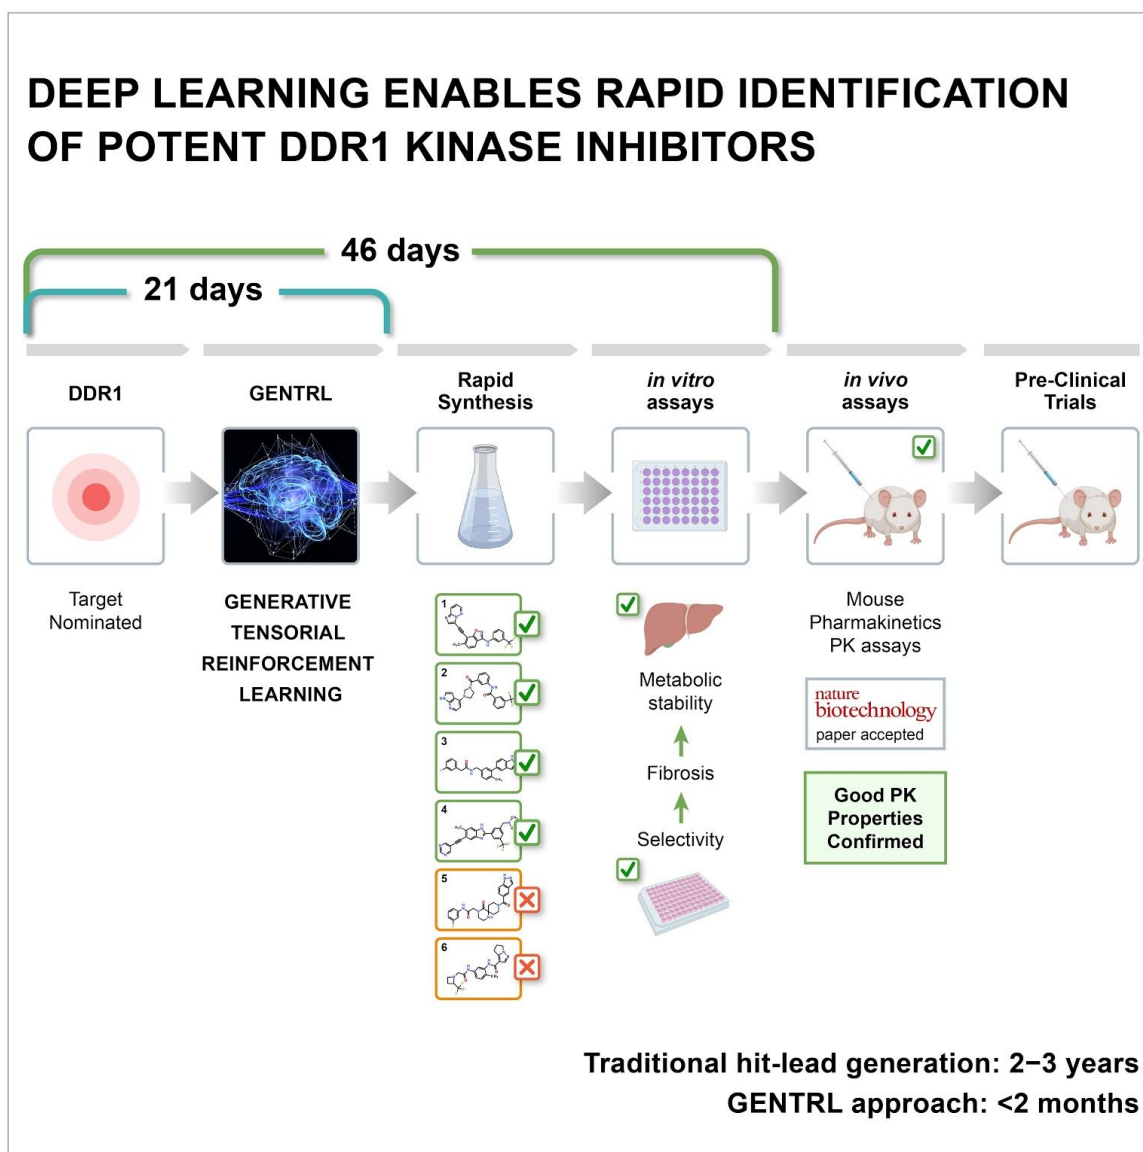 DEEP LEARNING ENABLES RAPID IDENTIFICATION
OF POTENT DDR1 KINASE INHIBITORS
46 days
21 days
DDR1
GENTRL
Rapid
Synthesis
in vitro
assays
in vivo
assays
Pre-Clinical
Trials
Target
Nominated
GENERATIVE
TENSORIAL
REINFORCEMENT
LEARNING
1
2
3
4
5
6
Metabolic
stability
Fibrosis
Selectivity
Mouse
Pharmakinetics
PK assays
nature
biotechnology
paper accepted
Good PK
Properties
Confirmed
Traditional hit-lead generation: 2–3 years
GENTRL approach: <2 months